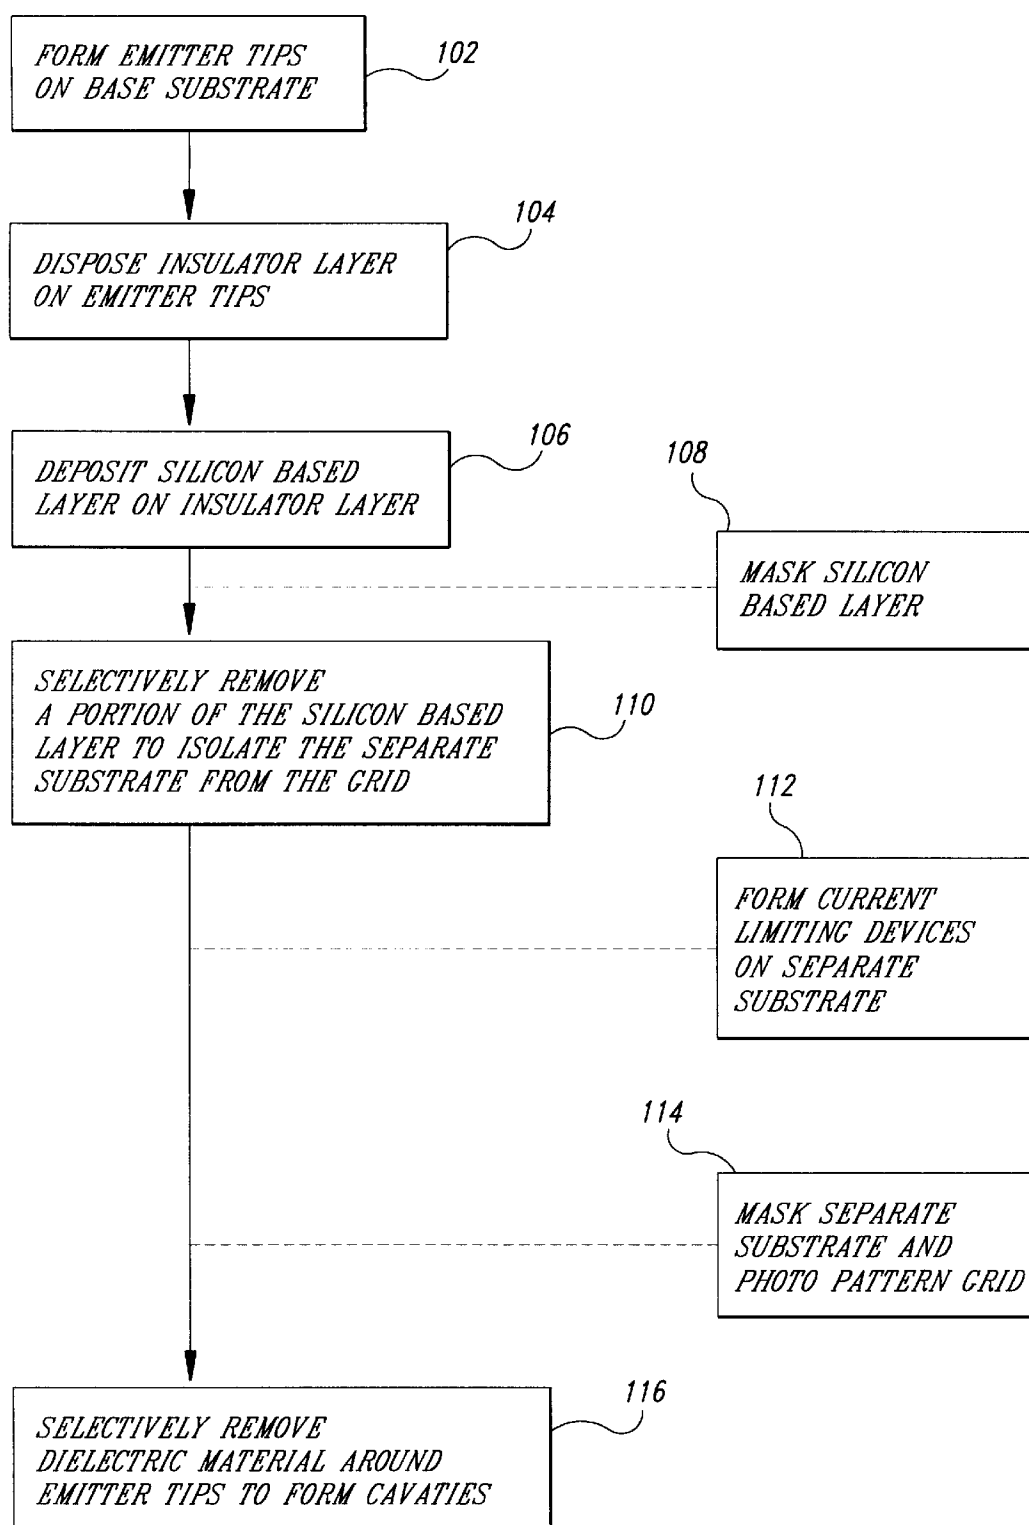 FORM EMITTER TIPS
ON BASE SUBSTRATE
102
DISPOSE INSULATOR LAYER
ON EMITTER TIPS
104
DEPOSIT SILICON BASED
LAYER ON INSULATOR LAYER
106
MASK SILICON
BASED LAYER
108
SELECTIVELY REMOVE
A PORTION OF THE SILICON BASED
LAYER TO ISOLATE THE SEPARATE
SUBSTRATE FROM THE GRID
110
FORM CURRENT
LIMITING DEVICES
ON SEPARATE
SUBSTRATE
112
MASK SEPARATE
SUBSTRATE AND
PHOTO PATTERN GRID
114
SELECTIVELY REMOVE
DIELECTRIC MATERIAL AROUND
EMITTER TIPS TO FORM CAVATIES
116